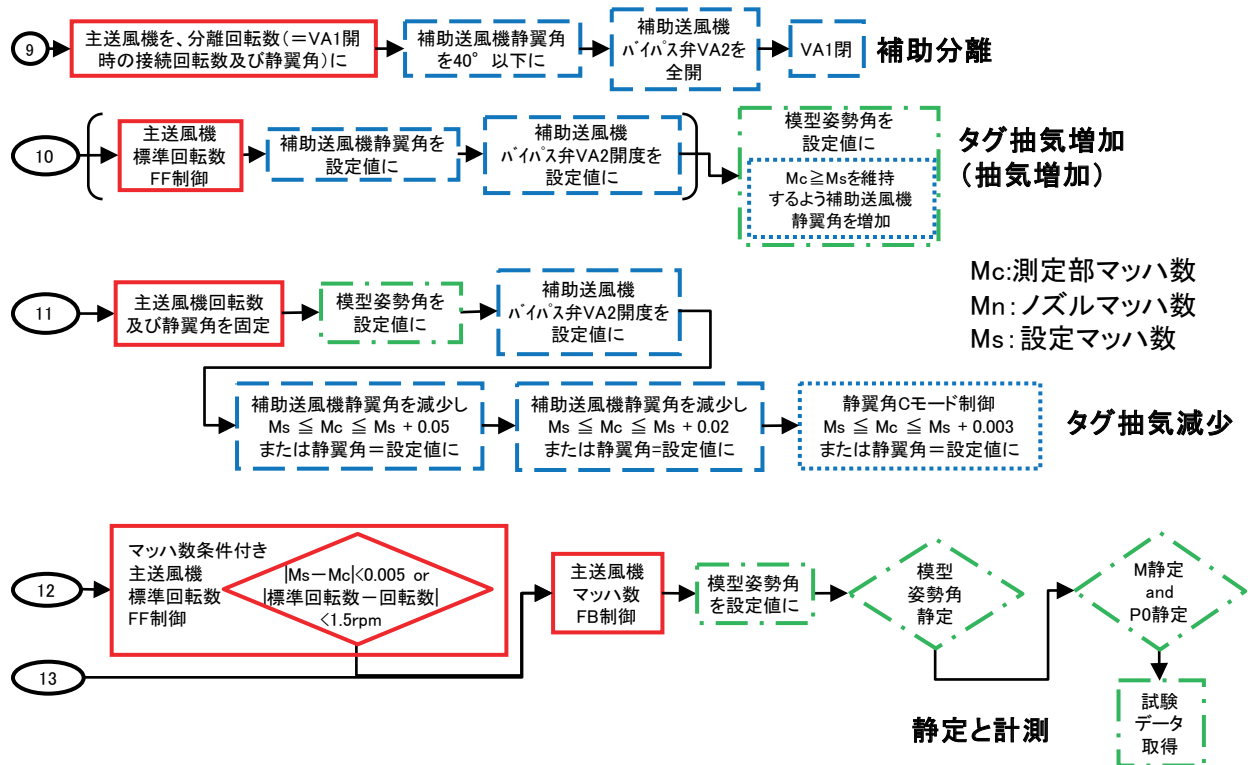 9
主送風機を、分離回転数(=VA1開
時の接続回転数及び静翼角)に
補助送風機静翼角
を40°以下に
補助送風機
バイパス弁VA2を
全開
VA1閉
補助分離
10
主送風機
標準回転数
FF制御
補助送風機静翼角を
設定値に
補助送風機
バイパス弁VA2開度を
設定値に
模型姿勢角を
設定値に
Mc≧Msを維持
するよう補助送風機
静翼角を増加
タグ抽気増加
(抽気増加)
Mc:測定部マッハ数
Mn:ノズルマッハ数
Ms:設定マッハ数
11
主送風機回転数
及び静翼角を固定
模型姿勢角を
設定値に
補助送風機
バイパス弁VA2開度を
設定値に
補助送風機静翼角を減少し
Ms ≦ Mc ≦ Ms + 0.05
または静翼角=設定値に
補助送風機静翼角を減少し
Ms ≦ Mc ≦ Ms + 0.02
または静翼角=設定値に
静翼角Cモード制御
Ms ≦ Mc ≦ Ms + 0.003
または静翼角=設定値に
タグ抽気減少
12
マッハ数条件付き
主送風機
標準回転数
FF制御
|Ms-Mc|<0.005 or
|標準回転数-回転数|
<1.5rpm
主送風機
マッハ数
FB制御
模型姿勢角
を設定値に
模型
姿勢角
静定
M静定
and
P0静定
13
試験
データ
取得
静定と計測